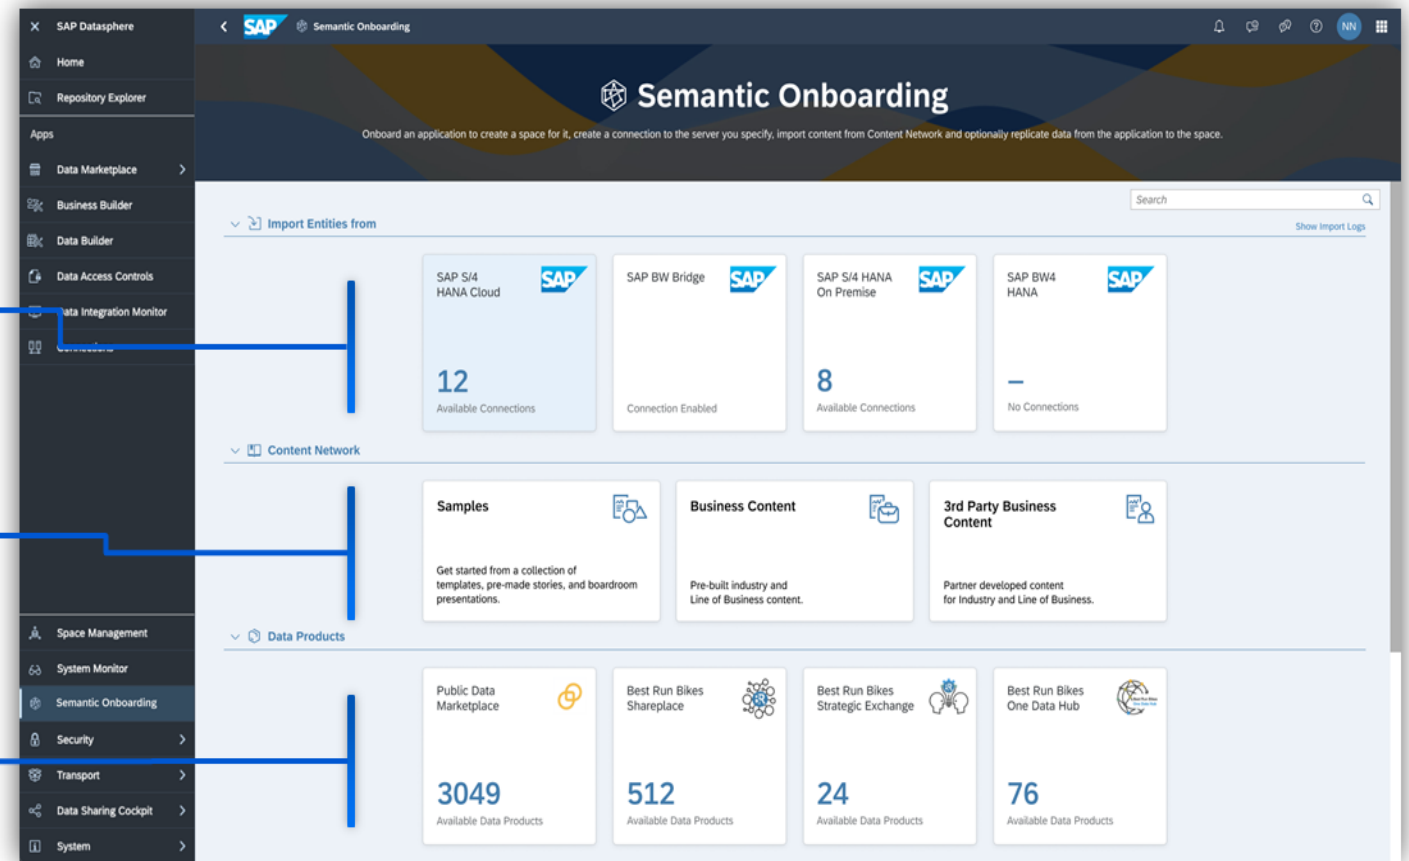 SAP Datasphere
SAP
Semantic Onboarding
NN
Home
Repository Explorer
Apps
Data Marketplace
Business Builder
Data Builder
Data Access Controls
Data Integration Monitor
Connections
Space Management
System Monitor
Semantic Onboarding
Security
Transport
Data Sharing Cockpit
System
Semantic Onboarding
Onboard an application to create a space for it, create a connection to the server you specify, import content from Content Network and optionally replicate data from the application to the space.
Search
Import Entities from
Show Import Logs
SAP S/4
HANA Cloud
SAP
12
Available Connections
SAP BW Bridge
SAP
Connection Enabled
SAP S/4 HANA
On Premise
SAP
8
Available Connections
SAP BW4
HANA
SAP
–
No Connections
Content Network
Samples
Get started from a collection of
templates, pre-made stories, and boardroom
presentations.
Business Content
Pre-built industry and
Line of Business content.
3rd Party Business
Content
Partner developed content
for Industry and Line of Business.
Data Products
Public Data
Marketplace
3049
Available Data Products
Best Run Bikes
Shareplace
512
Available Data Products
Best Run Bikes
Strategic Exchange
24
Available Data Products
Best Run Bikes
One Data Hub
76
Available Data Products